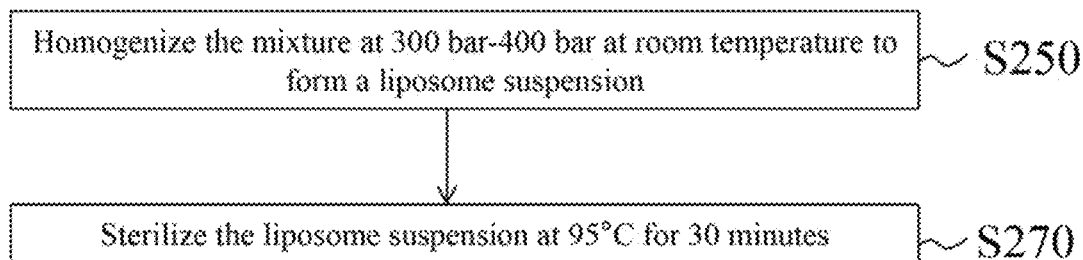 Homogenize the mixture at 300 bar-400 bar at room temperature to
form a liposome suspension
S250
Sterilize the liposome suspension at 95°C for 30 minutes
S270